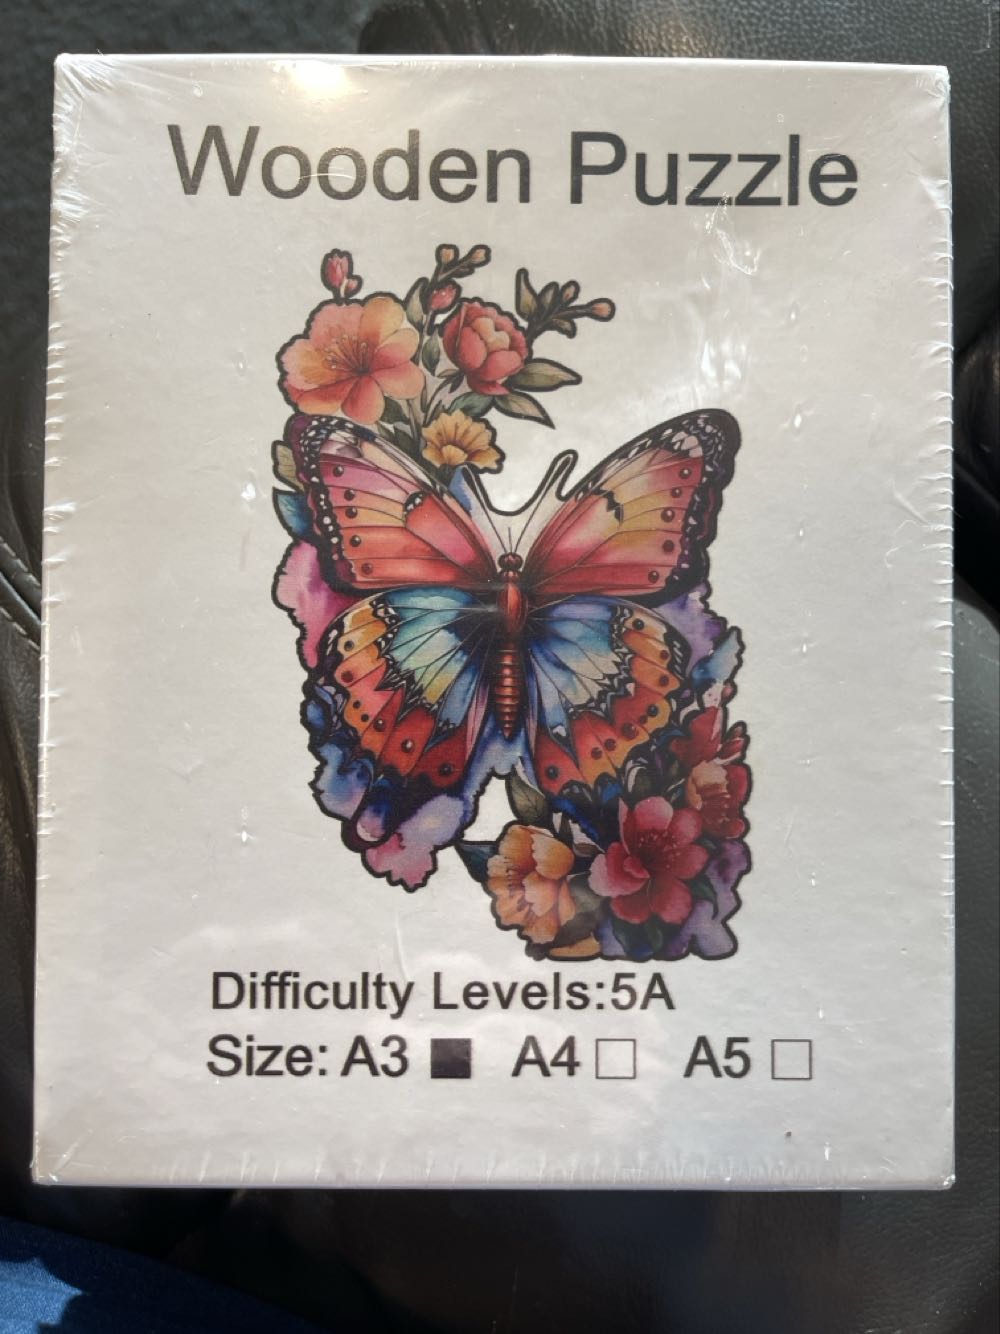 Wooden Puzzle
Difficulty Levels:5A
Size: A3 ■ A4 □ A5 □